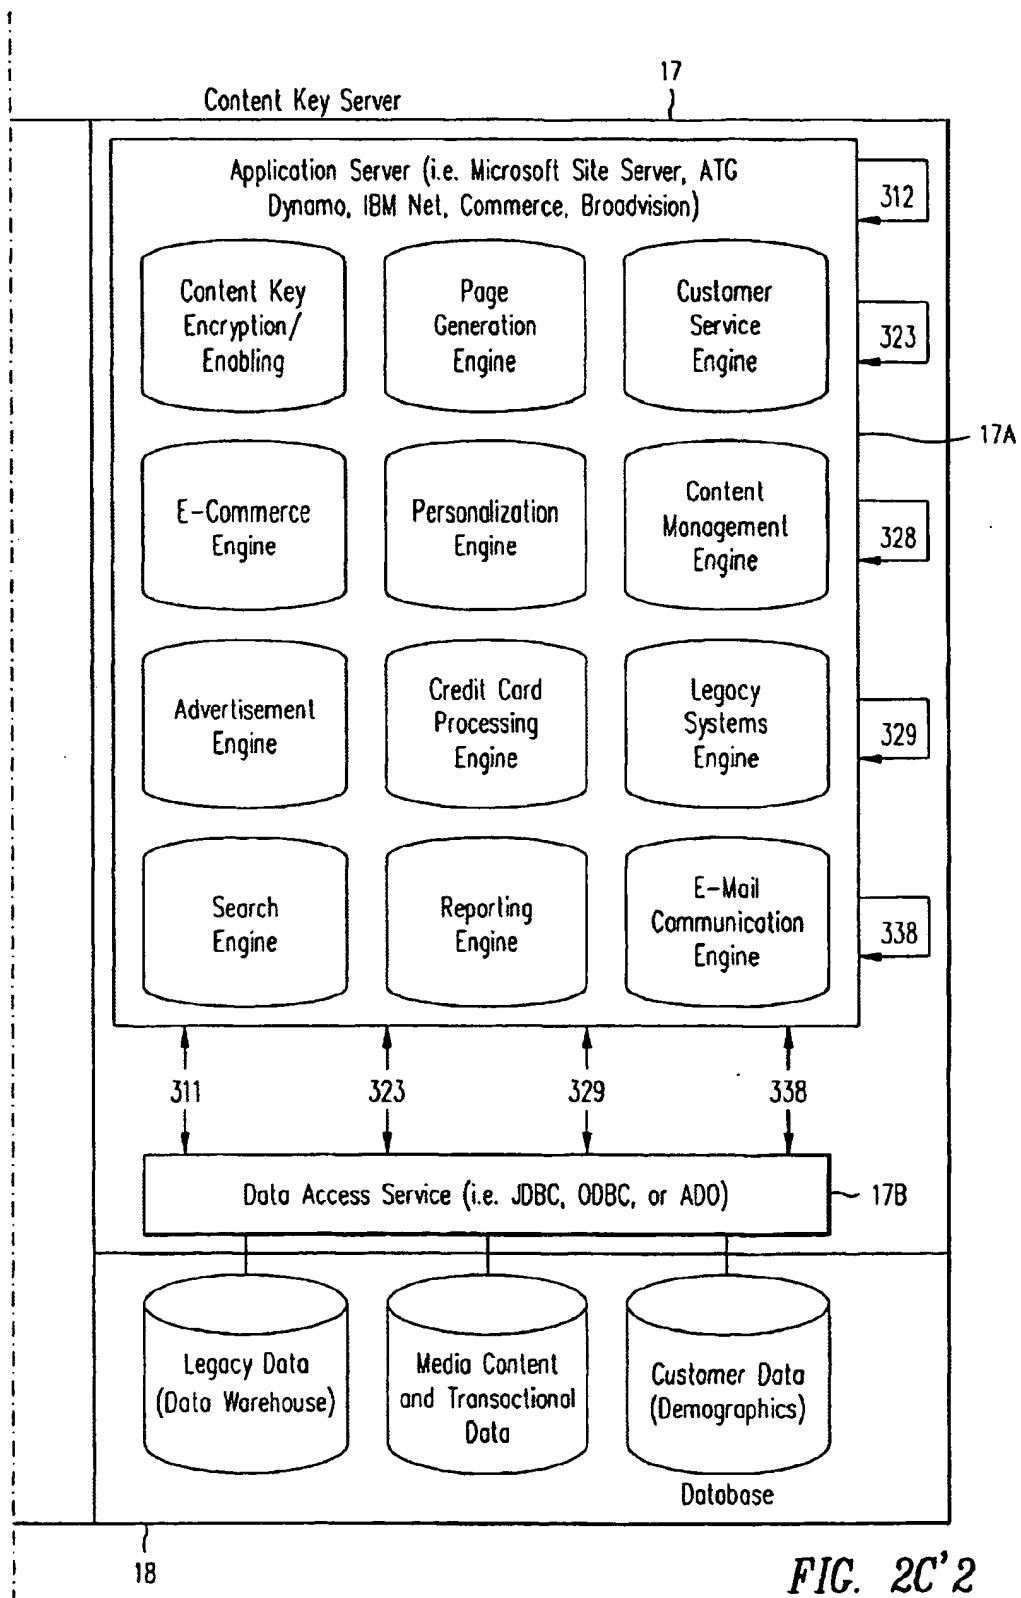 17
Content Key Server
Application Server (i.e. Microsoft Site Server, ATG
Dynamo, IBM Net, Commerce, Broadvision)
312
Content Key
Encryption/
Enabling
Page
Generation
Engine
Customer
Service
Engine
323
17A
E-Commerce
Engine
Personalization
Engine
Content
Management
Engine
328
Advertisement
Engine
Credit Card
Processing
Engine
Legacy
Systems
Engine
329
Search
Engine
Reporting
Engine
E-Mail
Communication
Engine
338
311
323
329
338
Data Access Service (i.e. JDBC, ODBC, or ADO)
17B
Legacy Data
(Data Warehouse)
Media Content
and Transactional
Data
Customer Data
(Demographics)
Database
18
FIG. 2C'2